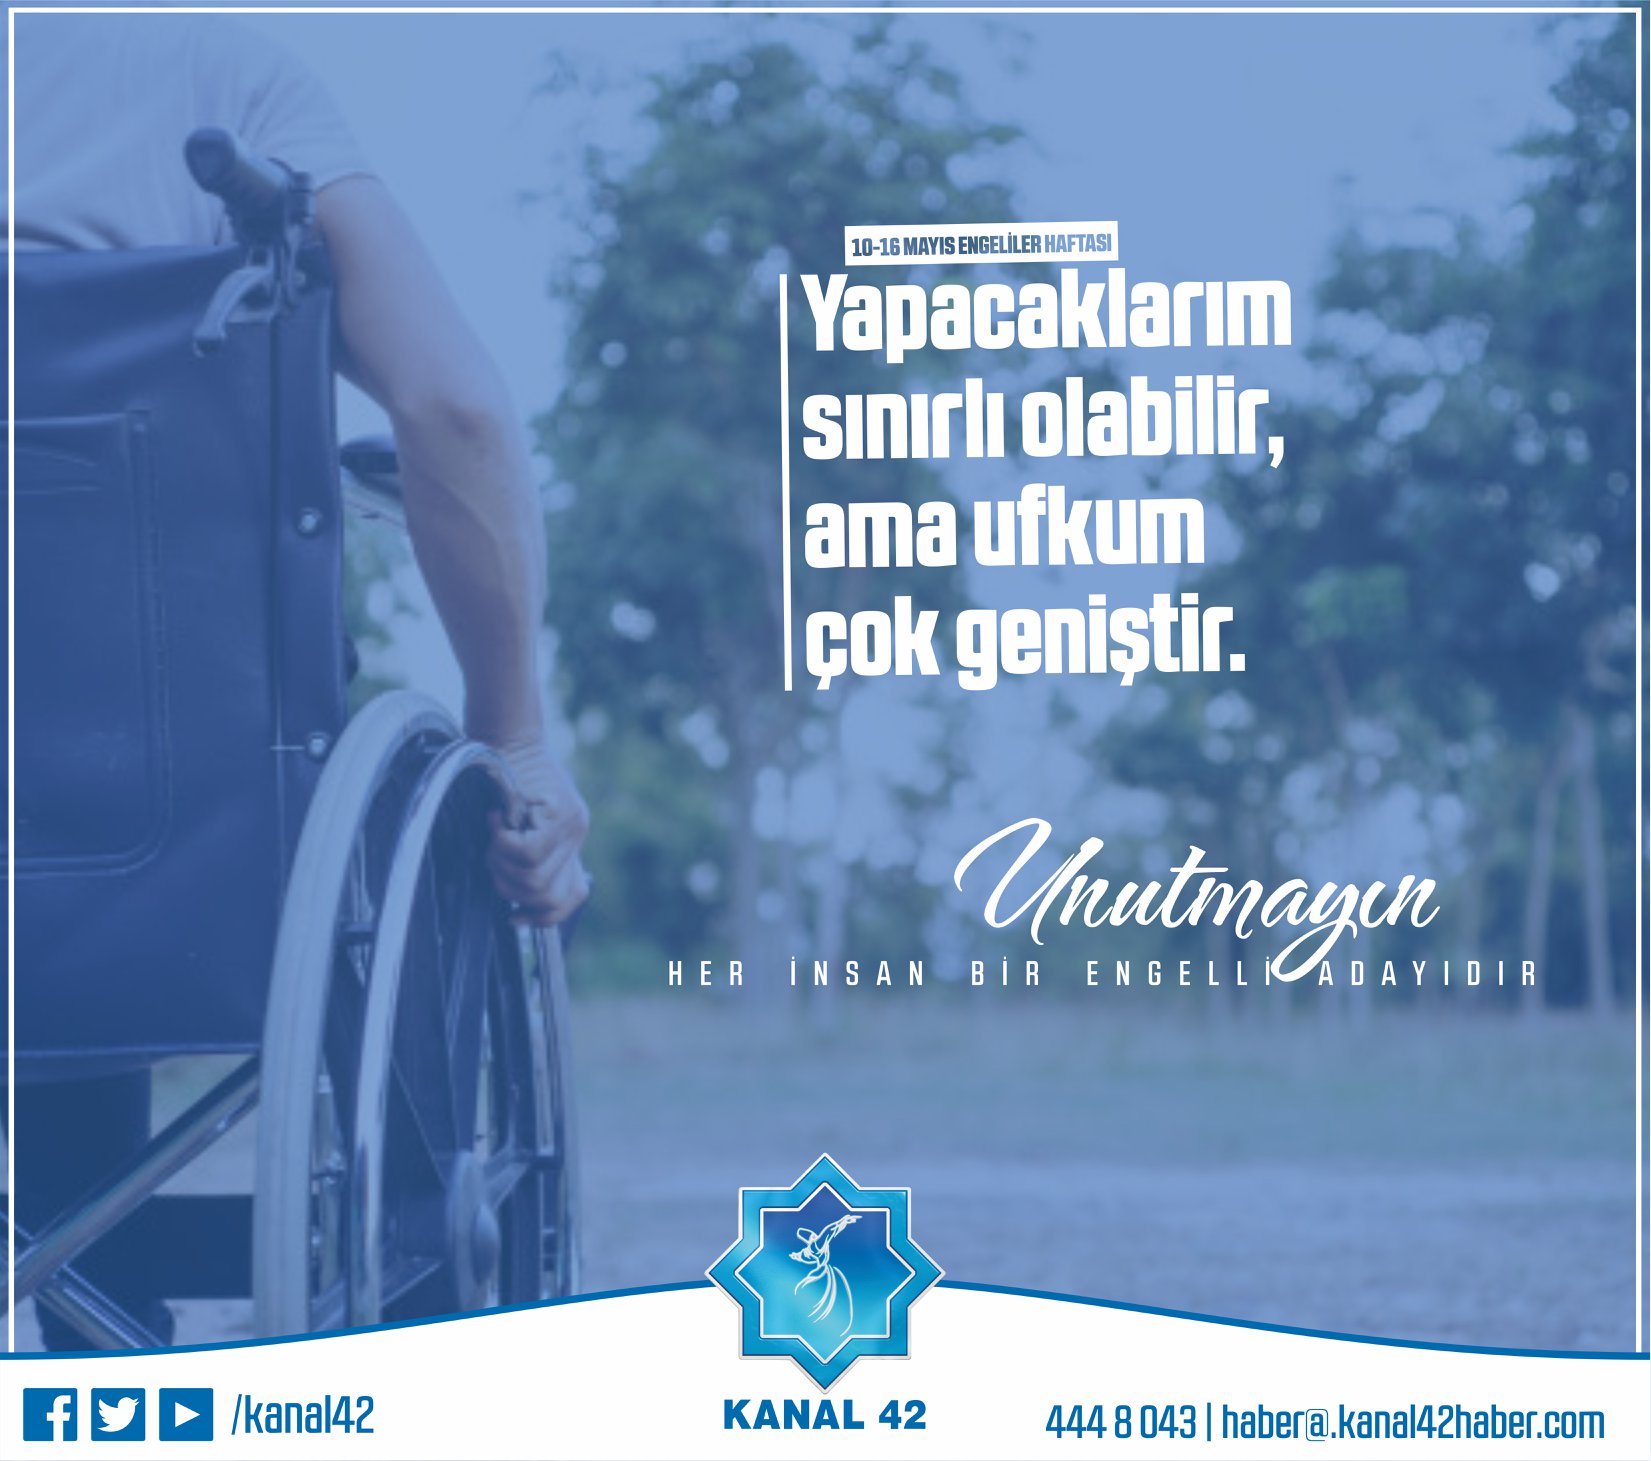 10-16 MAYIS ENGELİLER HAFTASI
Yapacaklarım
sınırlı olabilir,
ama ufkum
çok geniştir.
Unutmayın
HER İNSAN BİR ENGELLİ ADAYIDIR
/kanal42
KANAL 42
444 8 043 | haber@.kanal42haber.com